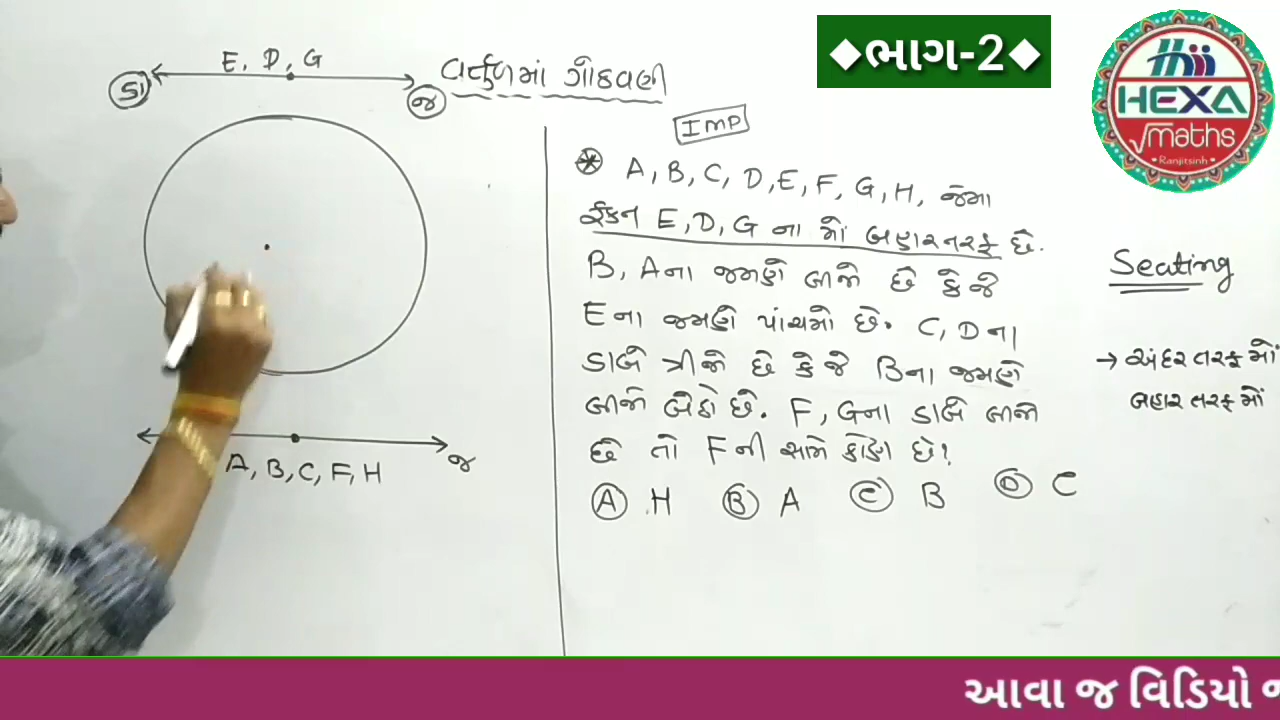 ◆ભાગ-2◆
HEXA
√maths
Ranjitsinh
E, D, G
ડા
જ
વર્તુળમાં ગોઠવણી
IMP
A, B, C, D, E, F, G, H, જેમા
ફક્ત E, D, G ના મોં બહારતરફ છે.
B, A ના જમણે બીજો છે કે જે
E ના જમણે પાંચમો છે. C, D ના
ડાબે ત્રીજો છે કે જે B ના જમણે
બીજો બેઠો છે. F, G ના ડાબે બીજો
છે તો F ની સામે કોણ છે?
A H B A C B D C
Seating
→ અંદર તરફ મોં
બહાર તરફ મોં
જ
A, B, C, F, H
આવા જ વિડિયો